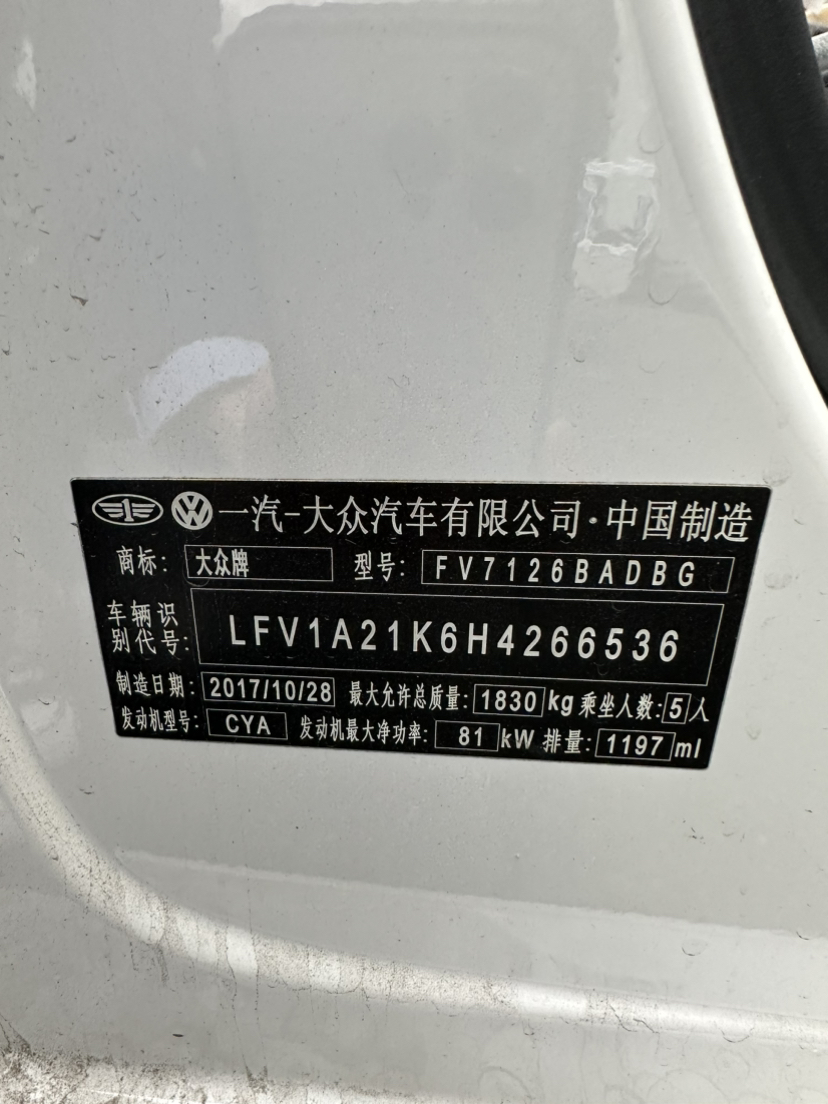 一汽-大众汽车有限公司·中国制造
商标: 大众牌 型号: FV7126BADBG
车辆识别代号: LFV1A21K6H4266536
制造日期: 2017/10/28 最大允许总质量: 1830 kg 乘坐人数: 5 人
发动机型号: CYA 发动机最大净功率: 81 kW 排量: 1197 ml